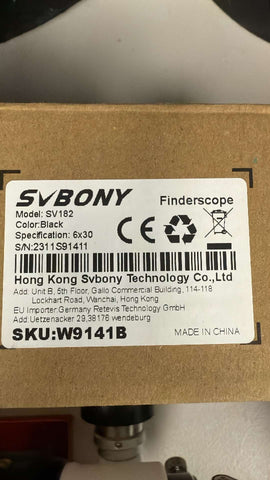 SVBONY Finderscope
Model: SV182
Color:Black
Specification: 6x30
S/N:2311S91411
Hong Kong Svbony Technology Co.,Ltd
Add: Unit B, 5th Floor, Gallo Commercial Building, 114-118
Lockhart Road, Wanchai, Hong Kong
EU Importer:Germany Retevis Technology GmbH
Add:Uetzenacker 29,38176 wendeburg
SKU:W9141B MADE IN CHINA